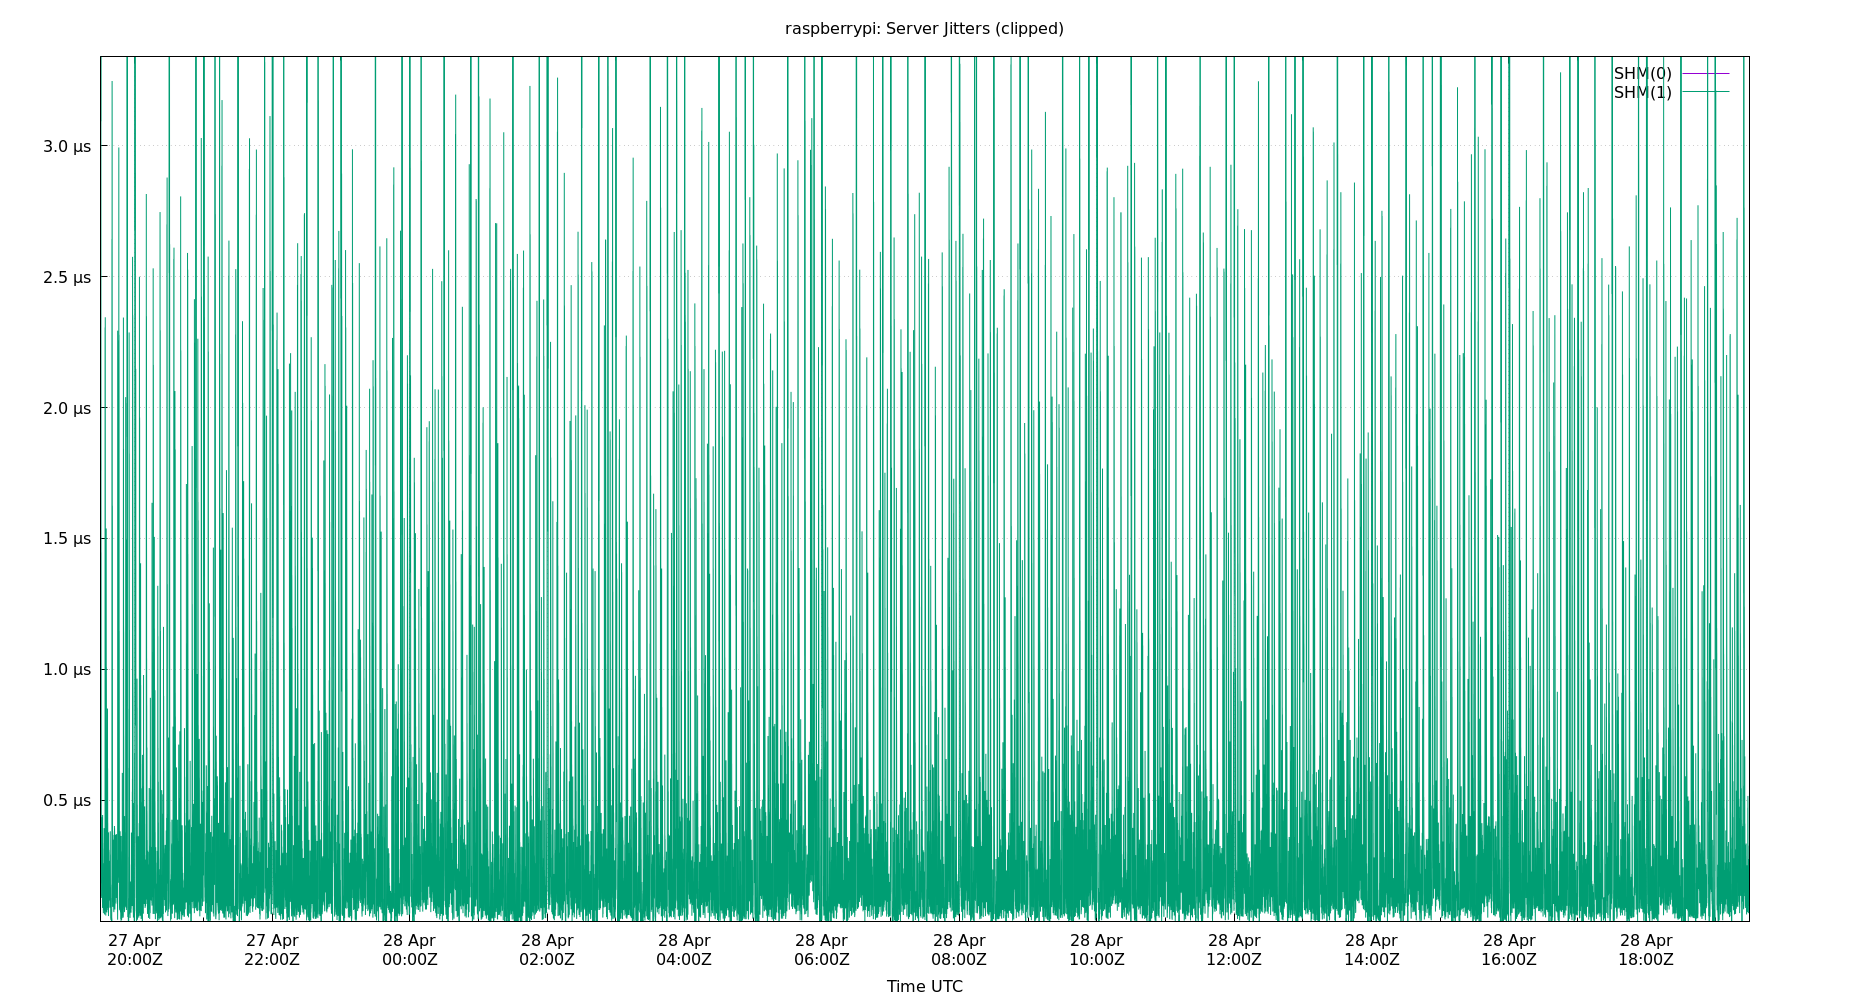 raspberrypi: Server Jitters (clipped)
SHM(0)
SHM(1)
3.0 µs
2.5 µs
2.0 µs
1.5 µs
1.0 µs
0.5 µs
27 Apr 27 Apr 28 Apr 28 Apr 28 Apr 28 Apr 28 Apr 28 Apr 28 Apr 28 Apr 28 Apr 28 Apr
20:00Z 22:00Z 00:00Z 02:00Z 04:00Z 06:00Z 08:00Z 10:00Z 12:00Z 14:00Z 16:00Z 18:00Z
Time UTC